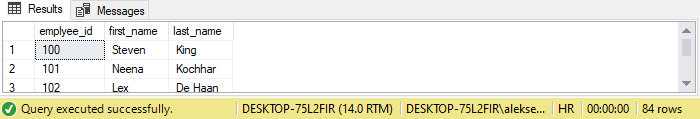 Results Messages
emplyee_id first_name last_name
1 100 Steven King
2 101 Neena Kochhar
3 102 Lex De Haan
Query executed successfully. DESKTOP-75L2FIR (14.0 RTM) DESKTOP-75L2FIR\alekse... HR 00:00:00 84 rows